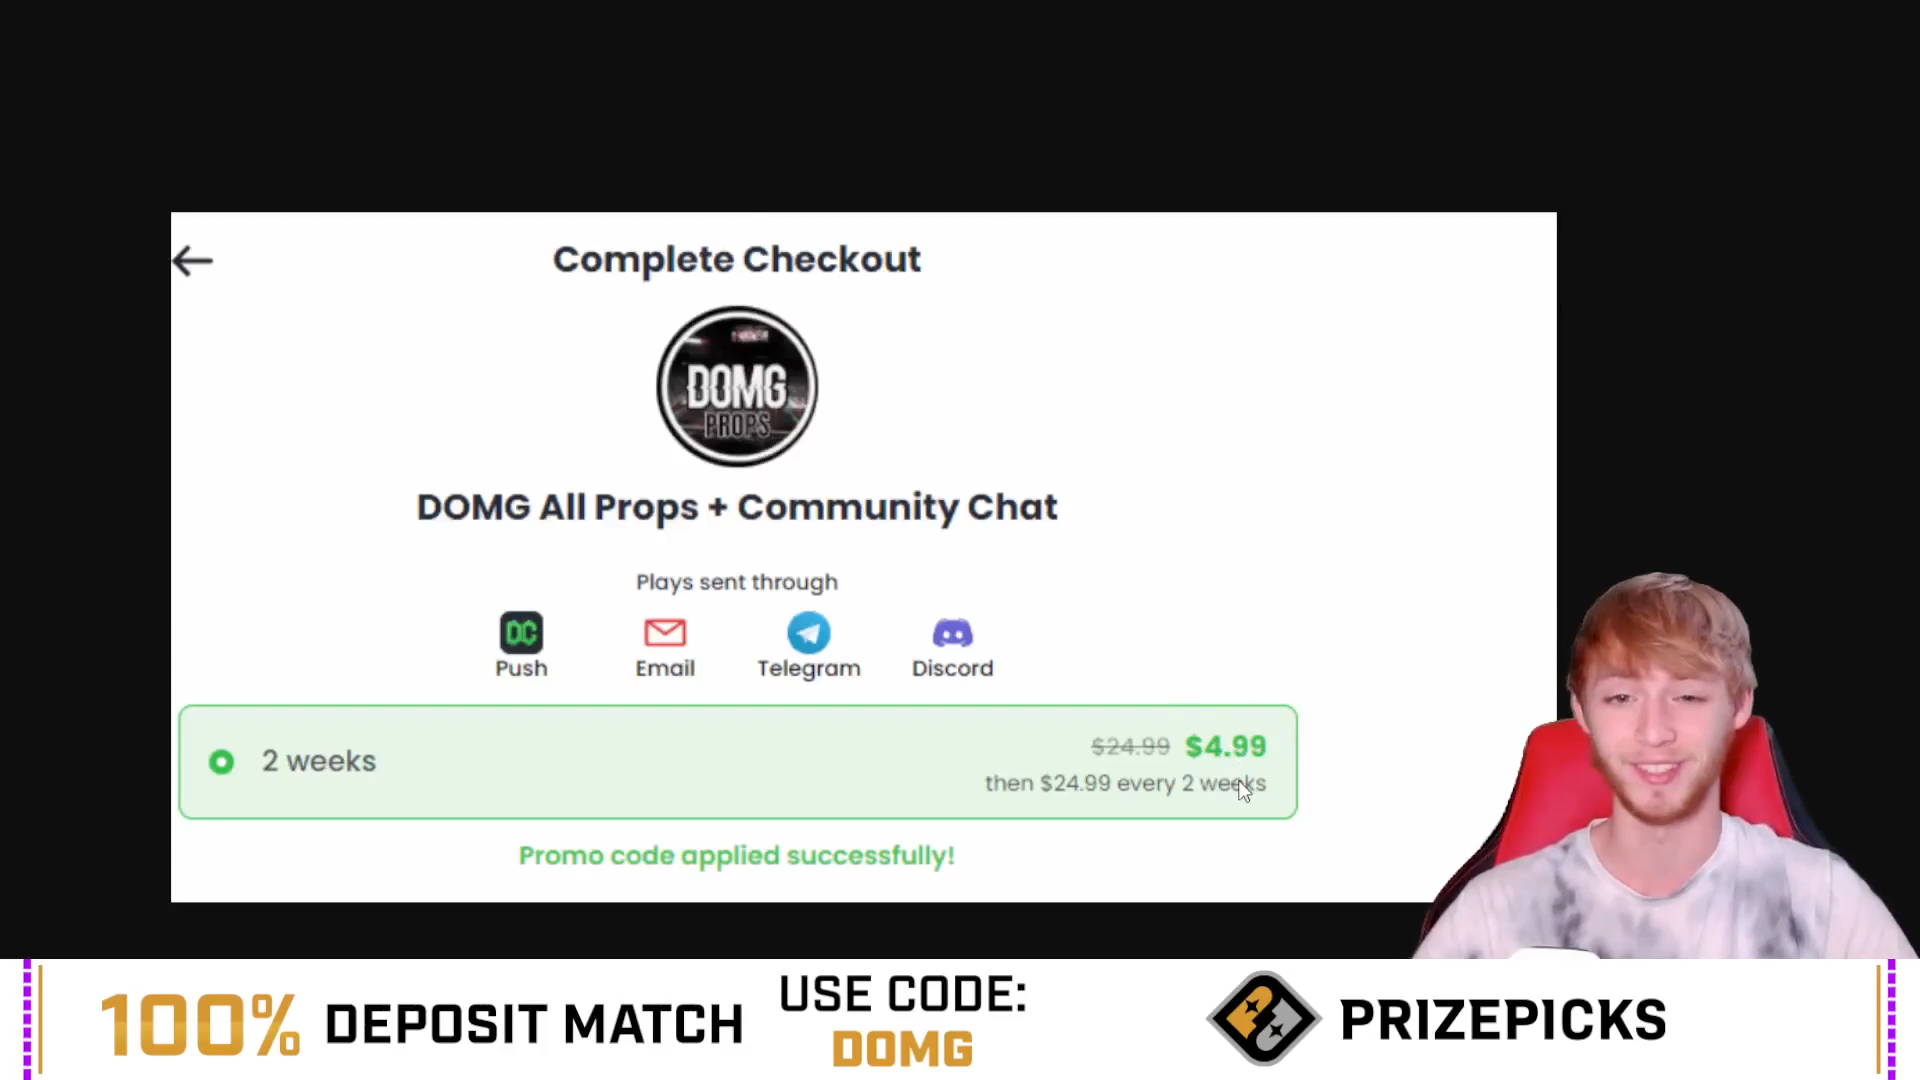 Complete Checkout
DOMG
PROPS
DOMG All Props + Community Chat
Plays sent through
DC
Push
Email
Telegram
Discord
2 weeks
$24.99 $4.99
then $24.99 every 2 weeks
Promo code applied successfully!
100% DEPOSIT MATCH
USE CODE:
DOMG
PRIZEPICKS